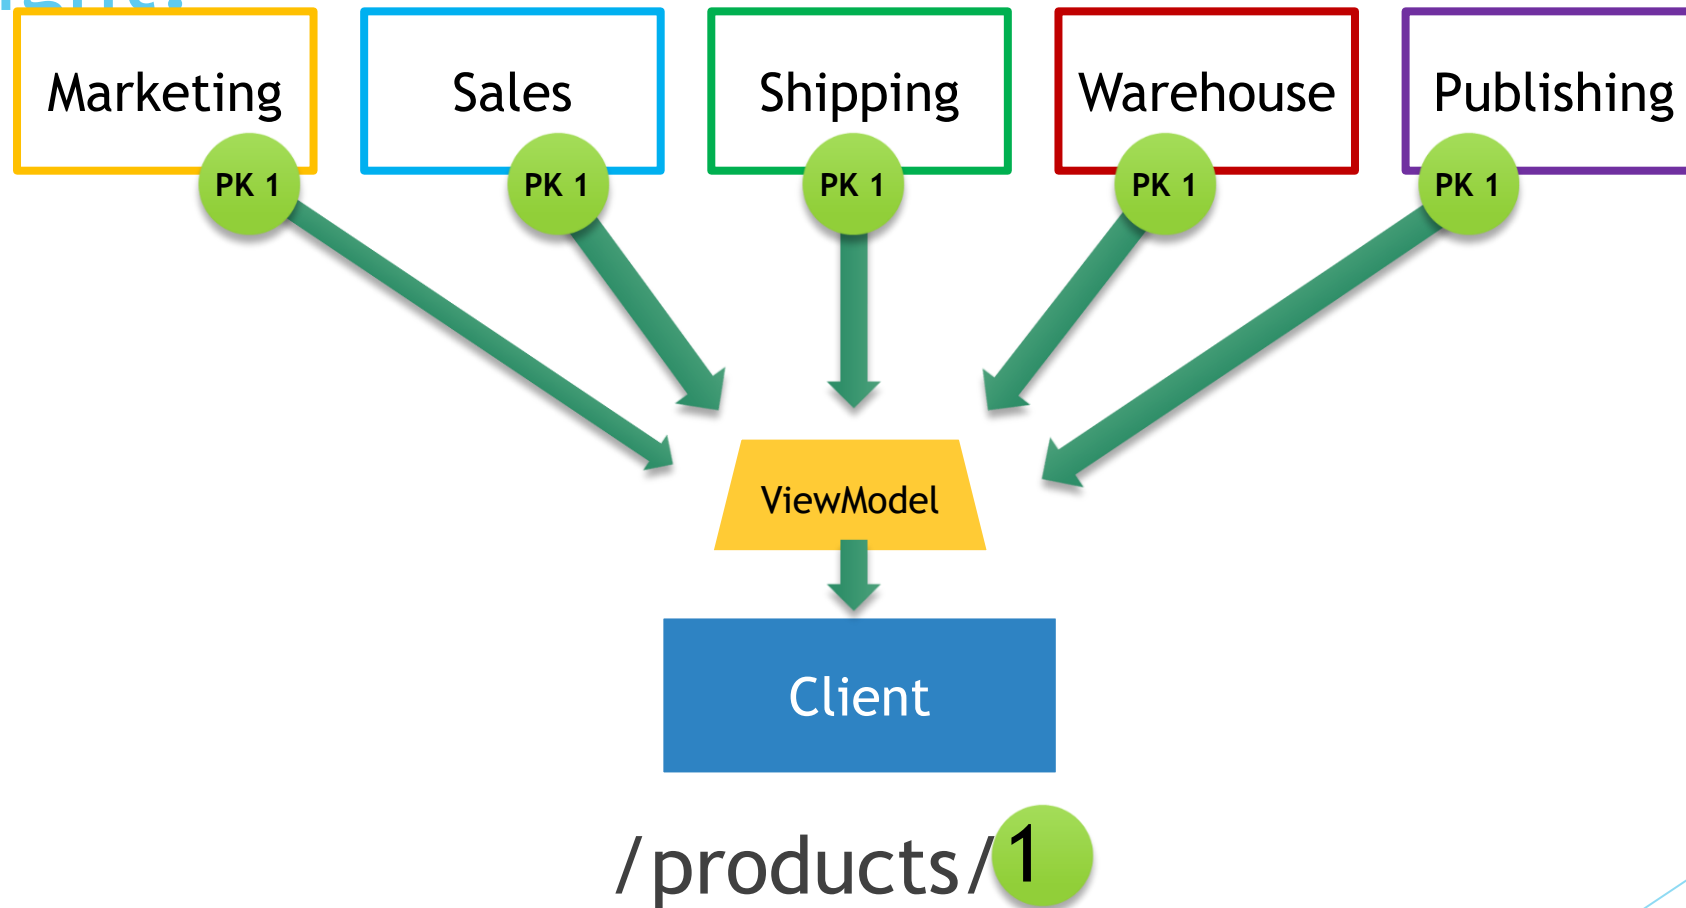 Marketing
Sales
Shipping
Warehouse
Publishing
PK 1
PK 1
PK 1
PK 1
PK 1
ViewModel
Client
/products/1